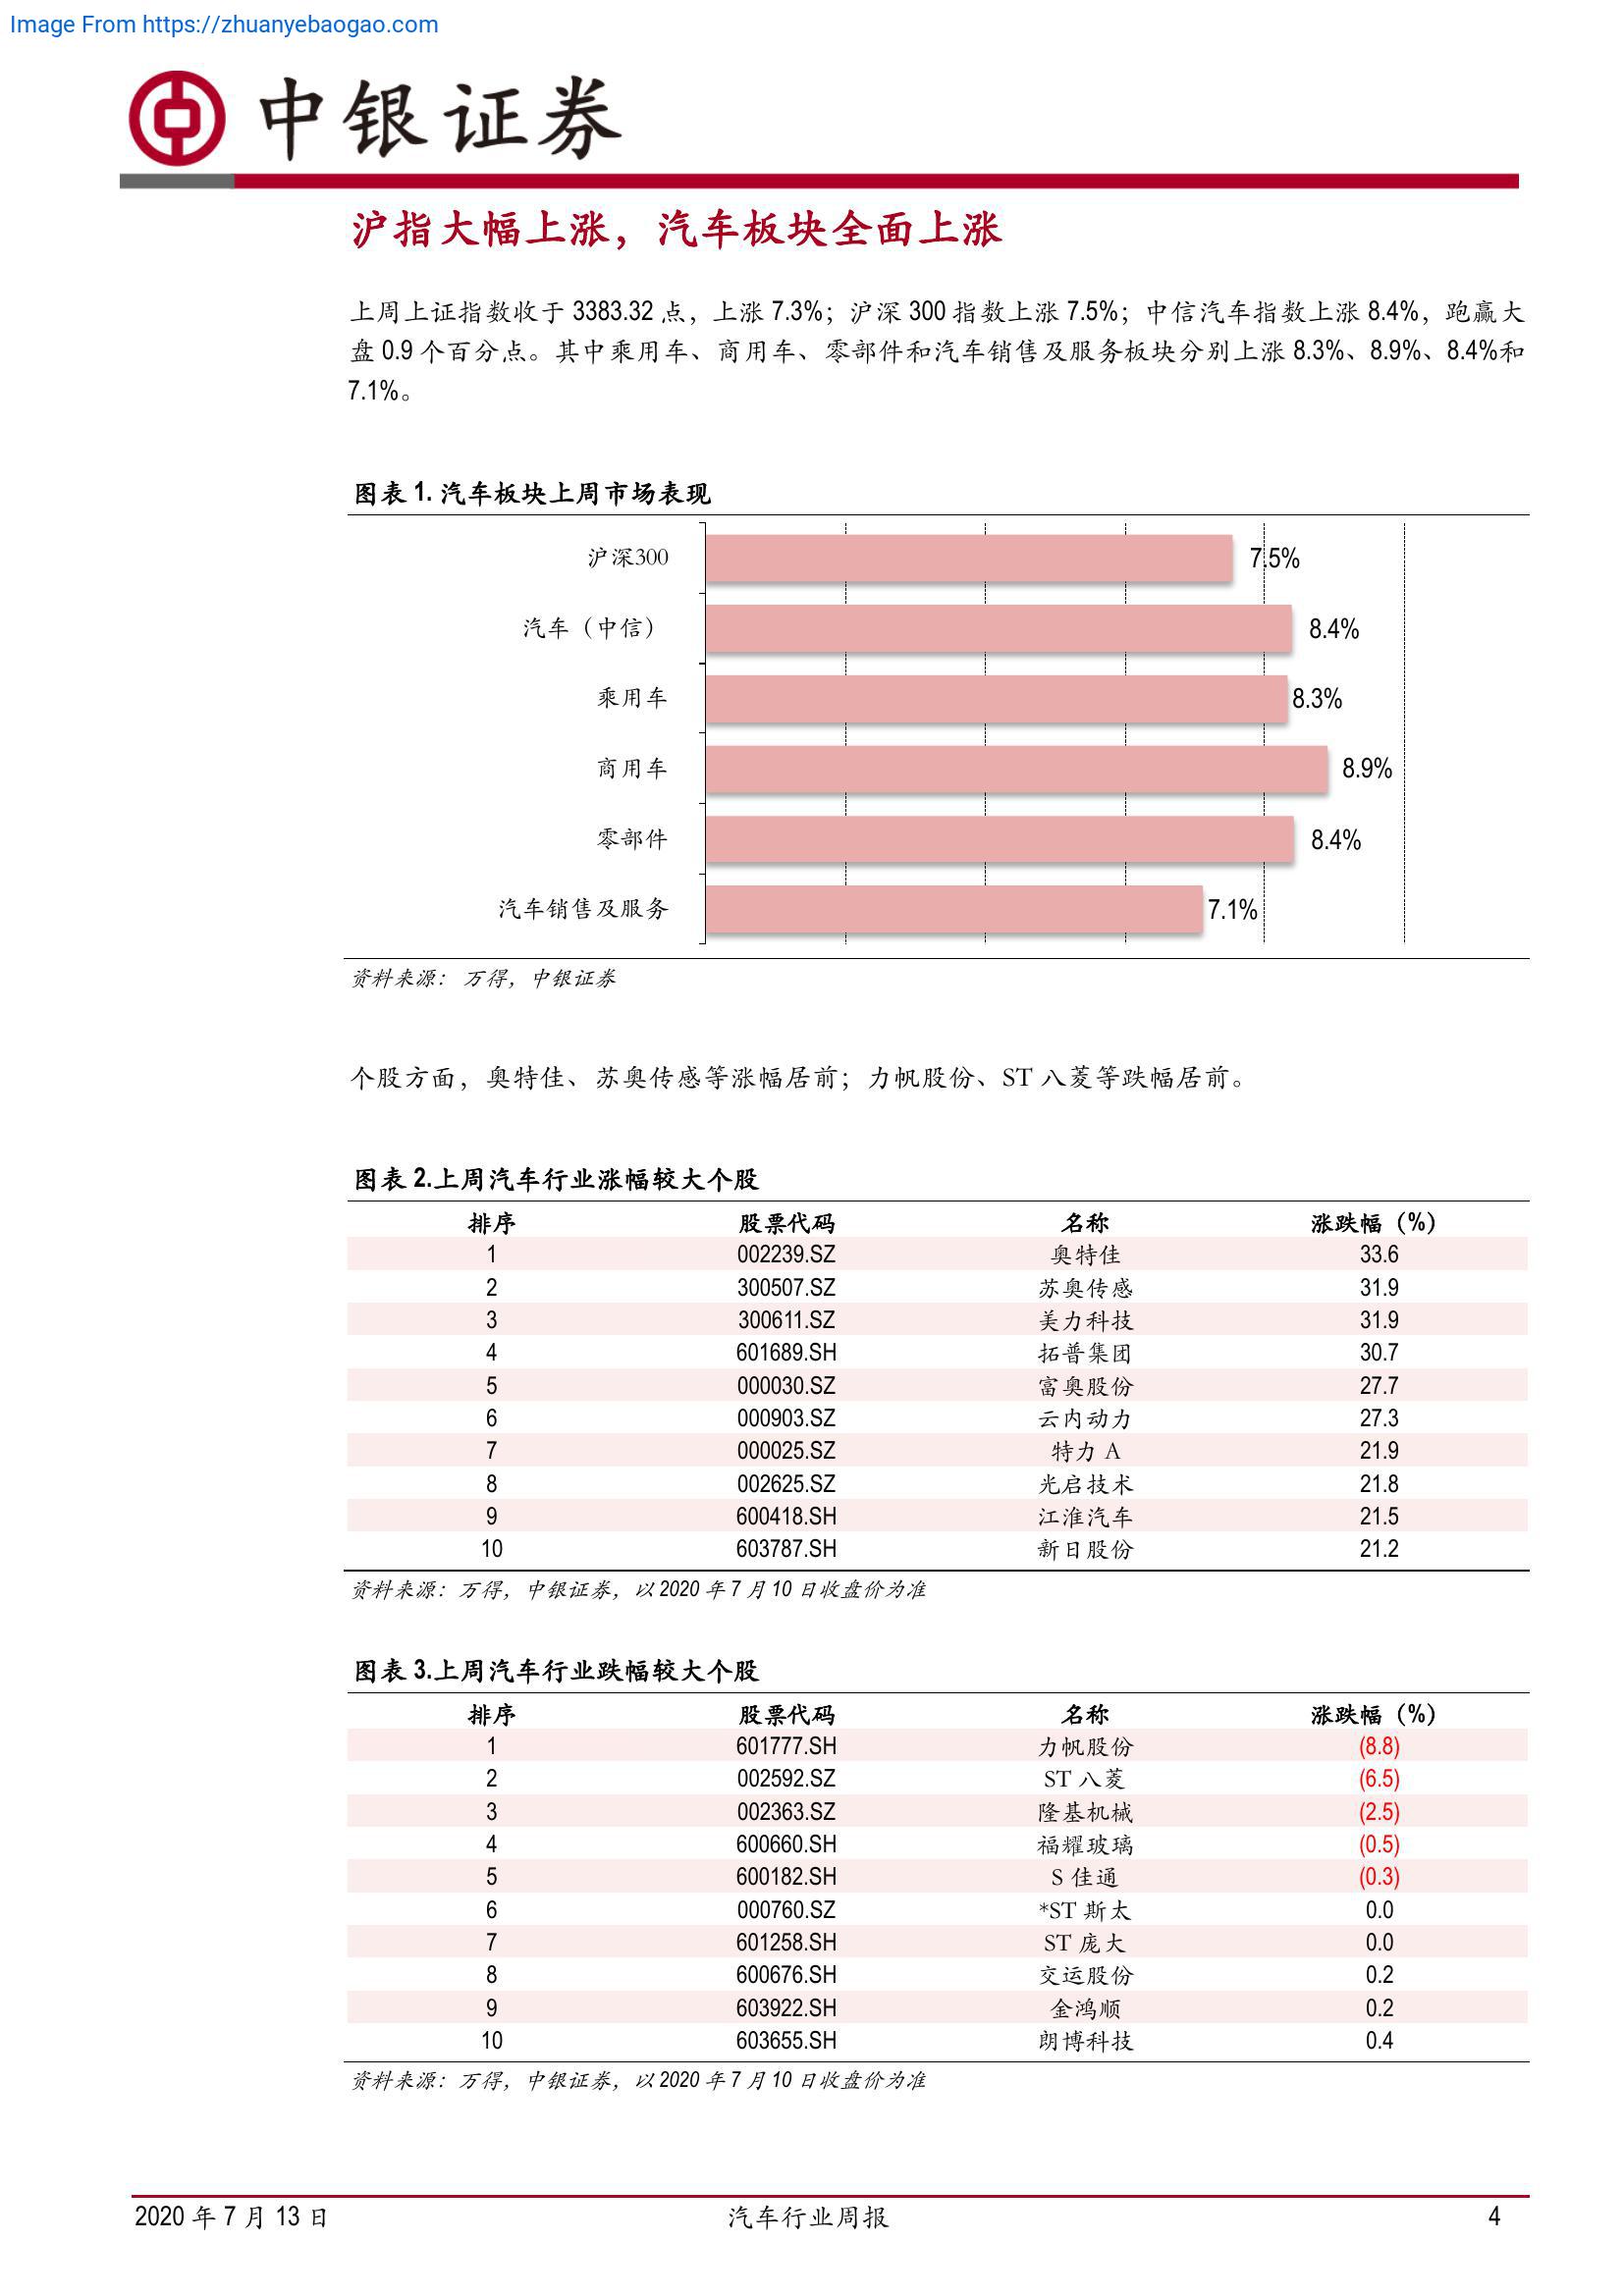 Image From https://zhuanyebaogao.com
中银证券
沪指大幅上涨，汽车板块全面上涨
上周上证指数收于 3383.32 点，上涨 7.3%；沪深 300 指数上涨 7.5%；中信汽车指数上涨 8.4%，跑赢大
盘 0.9 个百分点。其中乘用车、商用车、零部件和汽车销售及服务板块分别上涨 8.3%、8.9%、8.4%和
7.1%。
图表 1. 汽车板块上周市场表现
沪深300 7.5%
汽车（中信） 8.4%
乘用车 8.3%
商用车 8.9%
零部件 8.4%
汽车销售及服务 7.1%
资料来源： 万得，中银证券
个股方面，奥特佳、苏奥传感等涨幅居前；力帆股份、ST 八菱等跌幅居前。
图表 2.上周汽车行业涨幅较大个股
排序 股票代码 名称 涨跌幅（%）
1 002239.SZ 奥特佳 33.6
2 300507.SZ 苏奥传感 31.9
3 300611.SZ 美力科技 31.9
4 601689.SH 拓普集团 30.7
5 000030.SZ 富奥股份 27.7
6 000903.SZ 云内动力 27.3
7 000025.SZ 特力 A 21.9
8 002625.SZ 光启技术 21.8
9 600418.SH 江淮汽车 21.5
10 603787.SH 新日股份 21.2
资料来源：万得，中银证券，以 2020 年 7 月 10 日收盘价为准
图表 3.上周汽车行业跌幅较大个股
排序 股票代码 名称 涨跌幅（%）
1 601777.SH 力帆股份 (8.8)
2 002592.SZ ST 八菱 (6.5)
3 002363.SZ 隆基机械 (2.5)
4 600660.SH 福耀玻璃 (0.5)
5 600182.SH S 佳通 (0.3)
6 000760.SZ *ST 斯太 0.0
7 601258.SH ST 庞大 0.0
8 600676.SH 交运股份 0.2
9 603922.SH 金鸿顺 0.2
10 603655.SH 朗博科技 0.4
资料来源：万得，中银证券，以 2020 年 7 月 10 日收盘价为准
2020 年 7 月 13 日 汽车行业周报 4